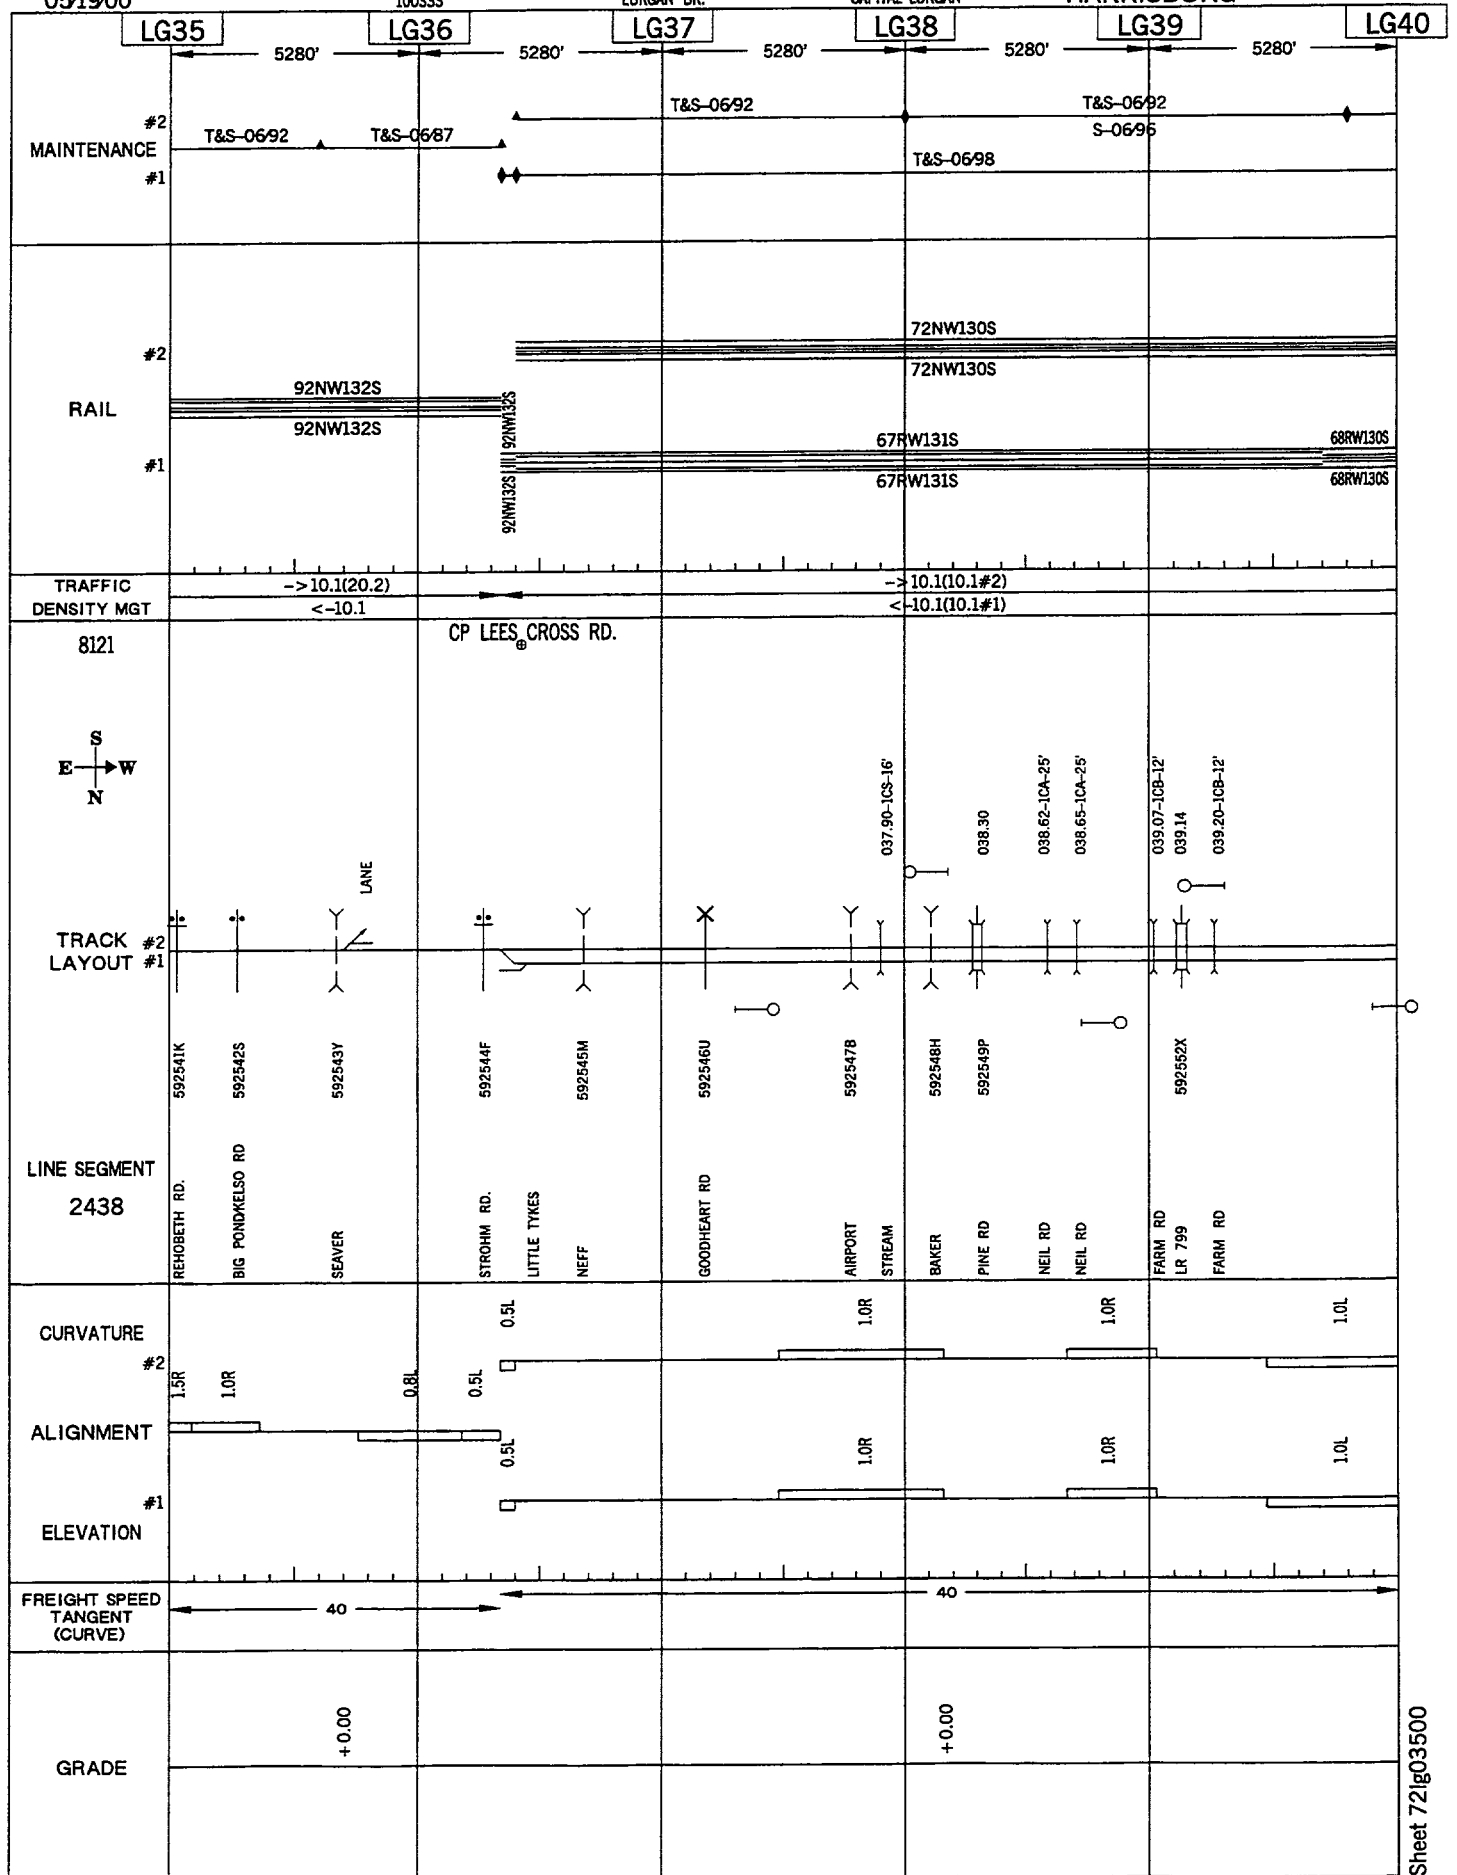 LG35 LG36 LG37 LG38 LG39 LG40
5280' 5280' 5280' 5280' 5280'
MAINTENANCE
#2
#1
T&S-06/92 T&S-06/87
T&S-06/92
T&S-06/92
S-06/96
T&S-06/98
RAIL
#2
#1
92NW132S
92NW132S
92NW132S
92NW132S
72NW130S
72NW130S
67RW131S
67RW131S
68RW130S
68RW130S
TRAFFIC
DENSITY MGT
->10.1(20.2)
<-10.1
->10.1(10.1#2)
<-10.1(10.1#1)
8121
CP LEES CROSS RD.
S
E W
N
LANE
037.90-1CS-16'
038.30
038.62-1CA-25'
038.65-1CA-25'
039.07-1CB-12'
039.14
039.20-1CB-12'
TRACK #2
LAYOUT #1
592541K
592542S
592543Y
592544F
592545M
592546U
592547B
592548H
592549P
592552X
LINE SEGMENT
2438
REHOBETH RD.
BIG POND/KELSO RD
SEAVER
STROHM RD.
LITTLE TYKES
NEFF
GOODHEART RD
AIRPORT
STREAM
BAKER
PINE RD
NEIL RD
NEIL RD
FARM RD
LR 799
FARM RD
CURVATURE
#2
0.5L 1.0R 1.0R 1.0L
1.5R 1.0R 0.8L 0.5L
ALIGNMENT
0.5L 1.0R 1.0R 1.0L
#1
ELEVATION
FREIGHT SPEED
TANGENT
(CURVE)
40
40
GRADE
+0.00
+0.00
Sheet 72lg03500